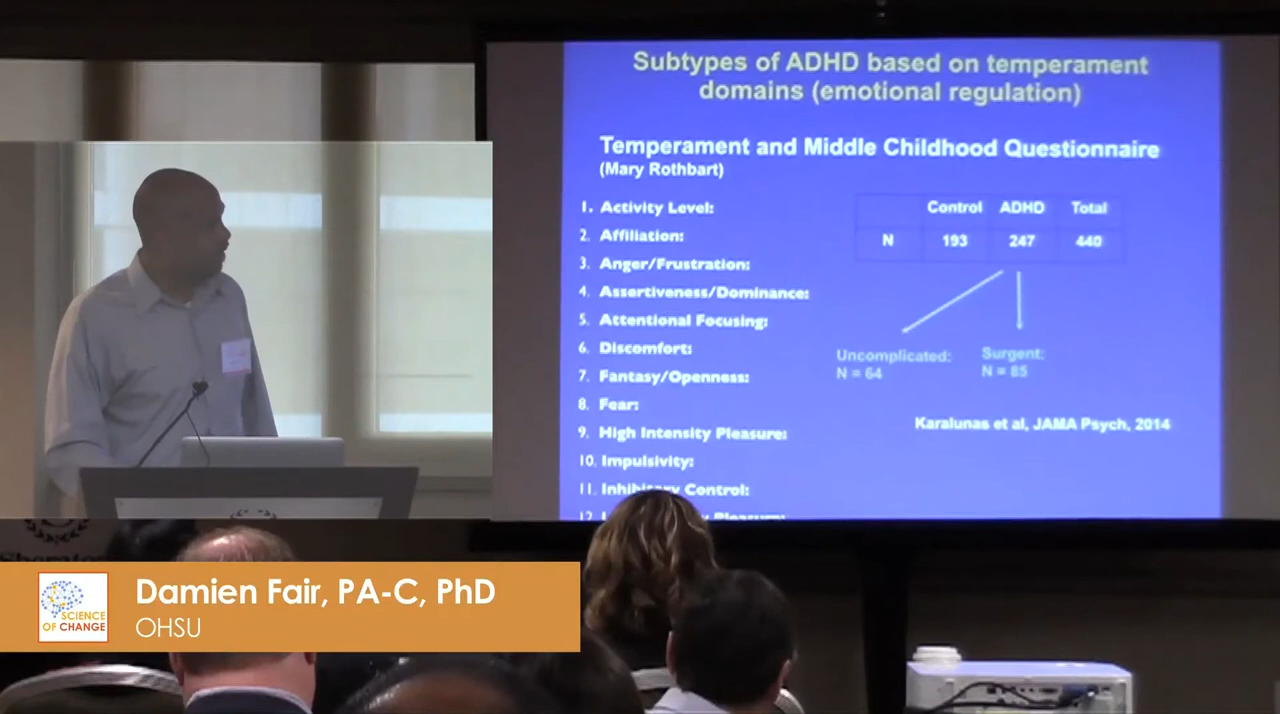 Subtypes of ADHD based on temperament
domains (emotional regulation)
Temperament and Middle Childhood Questionnaire
(Mary Rothbart)
1. Activity Level:
2. Affiliation:
3. Anger/Frustration:
4. Assertiveness/Dominance:
5. Attentional Focusing:
6. Discomfort:
7. Fantasy/Openness:
8. Fear:
9. High Intensity Pleasure:
10. Impulsivity:
11. Inhibitory Control:
12. Pleasure:
Control ADHD Total
N 193 247 440
Uncomplicated:
N = 64
Surgent:
N = 85
Karalunas et al, JAMA Psych, 2014
Sheraton
SCIENCE
OF CHANGE
Damien Fair, PA-C, PhD
OHSU